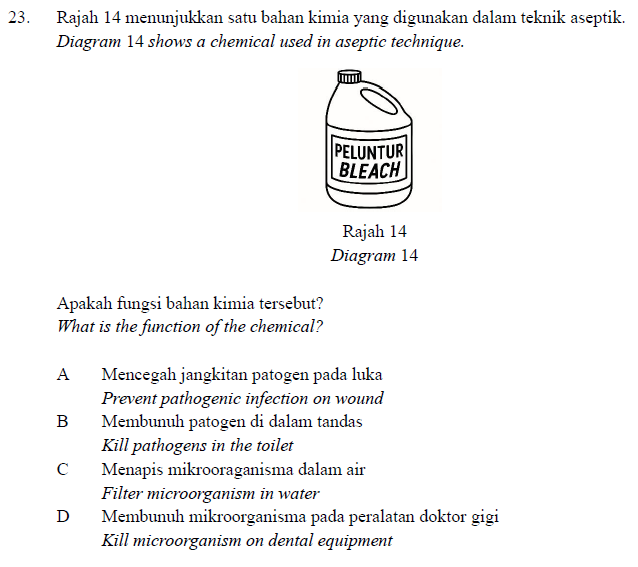 23. Rajah 14 menunjukkan satu bahan kimia yang digunakan dalam teknik aseptik.
Diagram 14 shows a chemical used in aseptic technique.
PELUNTUR
BLEACH
Rajah 14
Diagram 14
Apakah fungsi bahan kimia tersebut?
What is the function of the chemical?
A Mencegah jangkitan patogen pada luka
Prevent pathogenic infection on wound
B Membunuh patogen di dalam tandas
Kill pathogens in the toilet
C Menapis mikrooraganisma dalam air
Filter microorganism in water
D Membunuh mikroorganisma pada peralatan doktor gigi
Kill microorganism on dental equipment